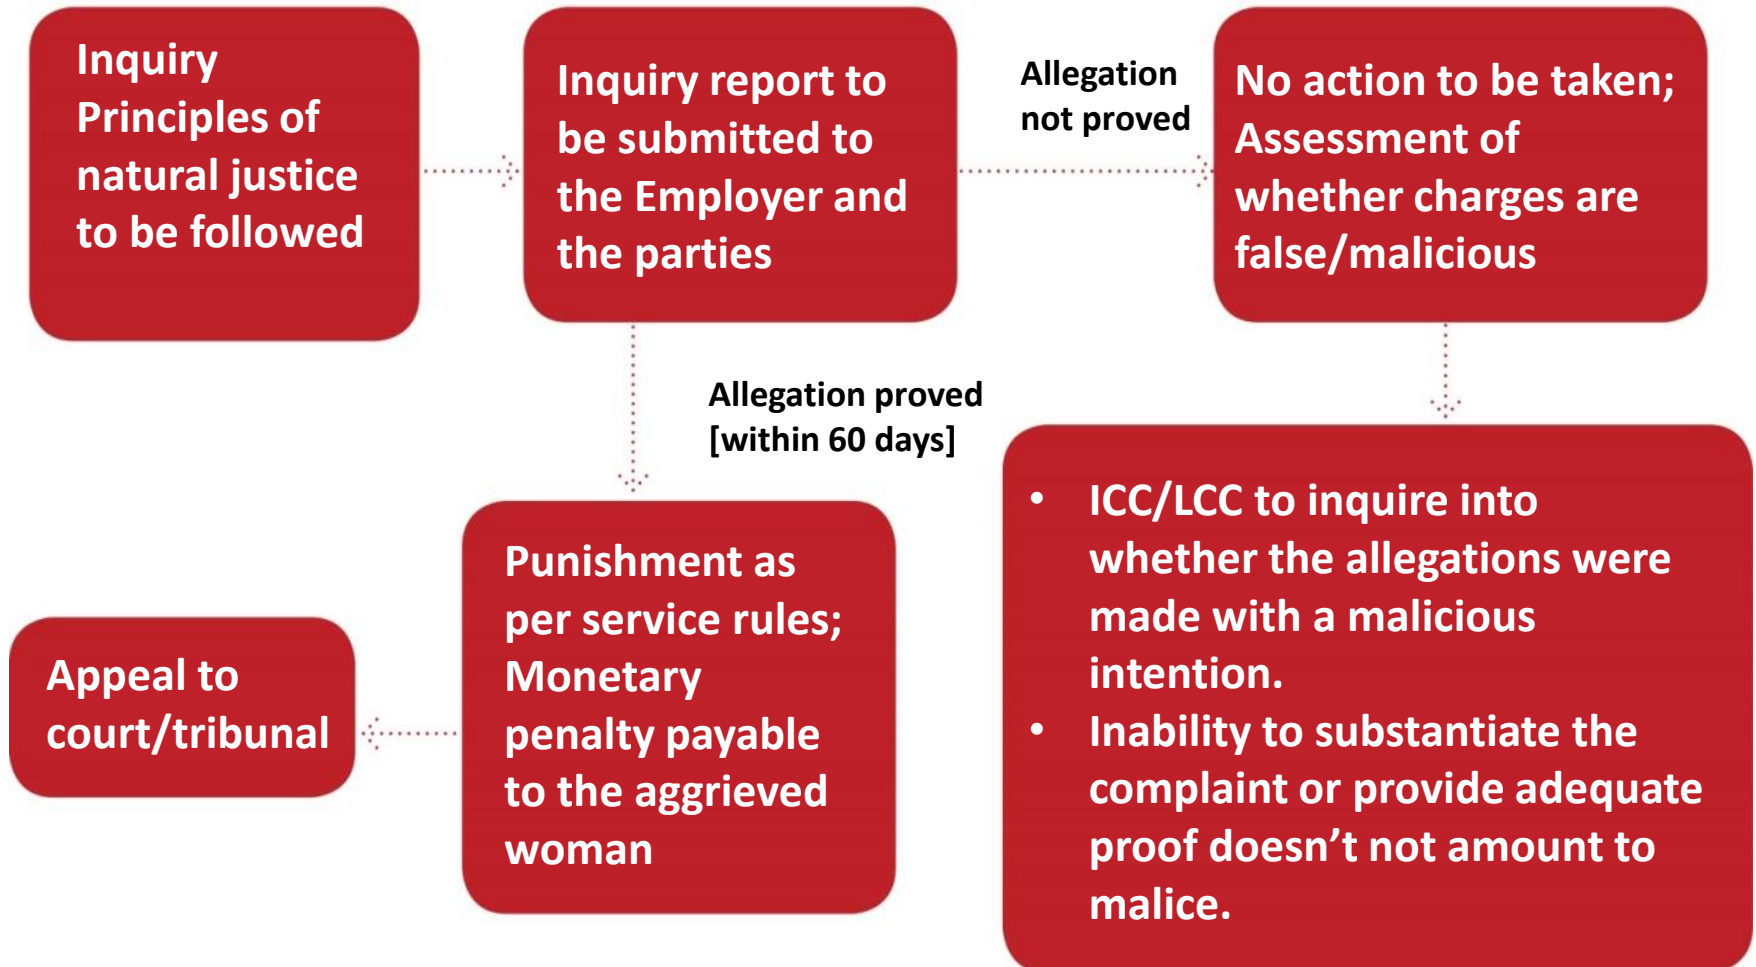 Inquiry
Principles of
natural justice
to be followed
Inquiry report to
be submitted to
the Employer and
the parties
Allegation
not proved
No action to be taken;
Assessment of
whether charges are
false/malicious
Allegation proved
[within 60 days]
Punishment as
per service rules;
Monetary
penalty payable
to the aggrieved
woman
Appeal to
court/tribunal
• ICC/LCC to inquire into
whether the allegations were
made with a malicious
intention.
• Inability to substantiate the
complaint or provide adequate
proof doesn’t not amount to
malice.